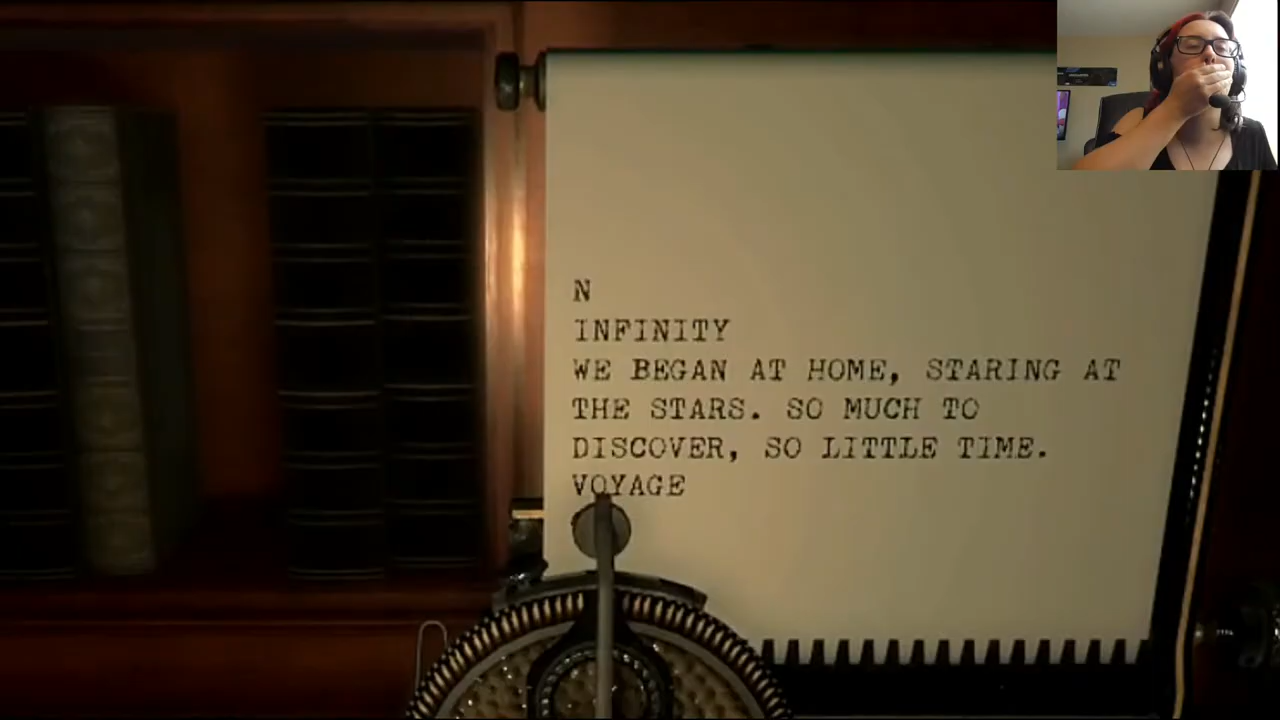 N
INFINITY
WE BEGAN AT HOME, STARING AT
THE STARS. SO MUCH TO
DISCOVER, SO LITTLE TIME.
VOYAGE